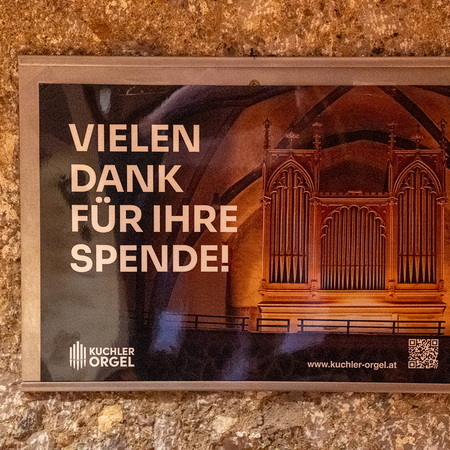 VIELEN
DANK
FÜR IHRE
SPENDE!
KUCHLER
ORGEL
www.kuchler-orgel.at